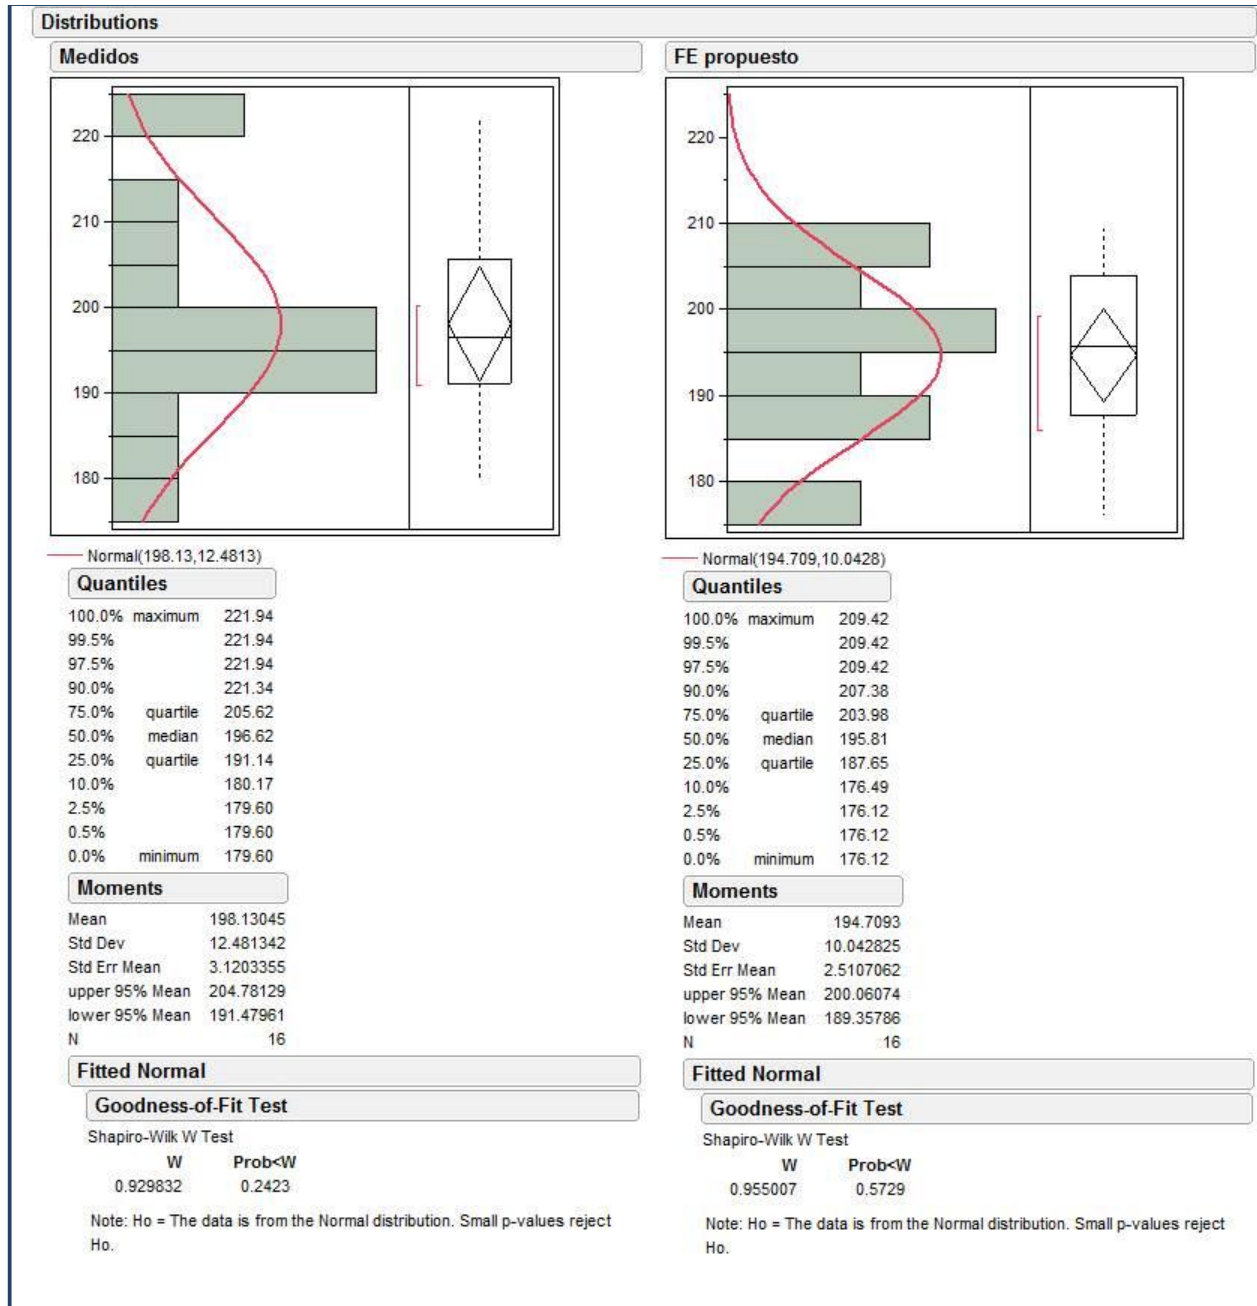 Distributions
Medidos
220
210
200
190
180
Normal(198.13,12.4813)
Quantiles
100.0% maximum 221.94
99.5% 221.94
97.5% 221.94
90.0% 221.34
75.0% quartile 205.62
50.0% median 196.62
25.0% quartile 191.14
10.0% 180.17
2.5% 179.60
0.5% 179.60
0.0% minimum 179.60
Moments
Mean 198.13045
Std Dev 12.481342
Std Err Mean 3.1203355
upper 95% Mean 204.78129
lower 95% Mean 191.47961
N 16
Fitted Normal
Goodness-of-Fit Test
Shapiro-Wilk W Test
W Prob<W
0.929832 0.2423
Note: Ho = The data is from the Normal distribution. Small p-values reject
Ho.
FE propuesto
220
210
200
190
180
Normal(194.709,10.0428)
Quantiles
100.0% maximum 209.42
99.5% 209.42
97.5% 209.42
90.0% 207.38
75.0% quartile 203.98
50.0% median 195.81
25.0% quartile 187.65
10.0% 176.49
2.5% 176.12
0.5% 176.12
0.0% minimum 176.12
Moments
Mean 194.7093
Std Dev 10.042825
Std Err Mean 2.5107062
upper 95% Mean 200.06074
lower 95% Mean 189.35786
N 16
Fitted Normal
Goodness-of-Fit Test
Shapiro-Wilk W Test
W Prob<W
0.955007 0.5729
Note: Ho = The data is from the Normal distribution. Small p-values reject
Ho.